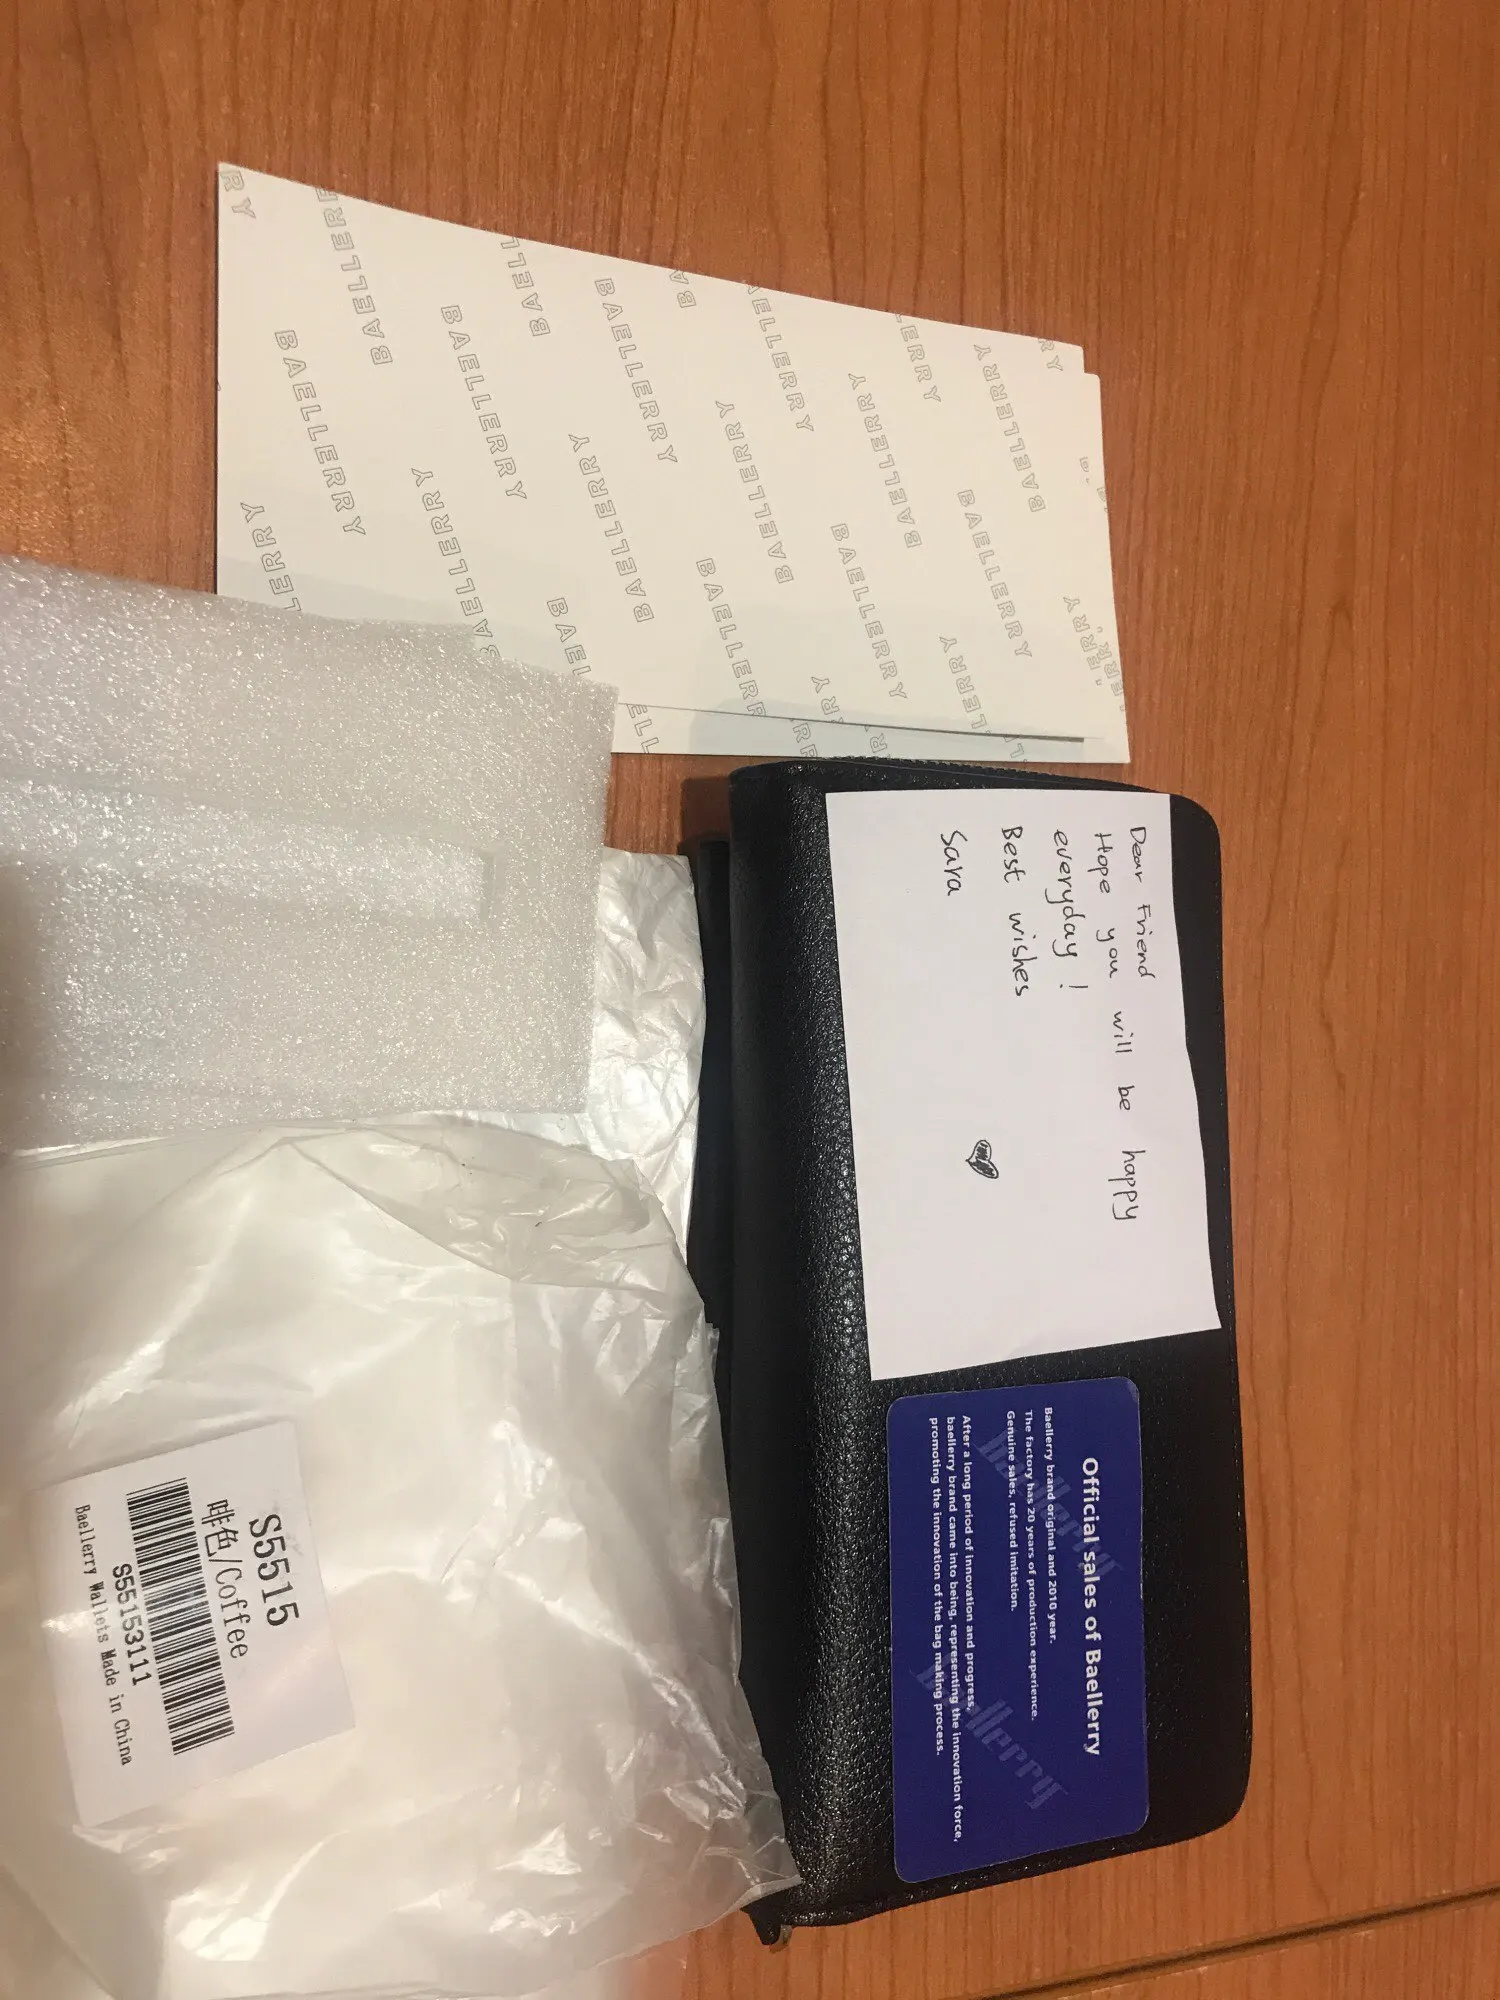 BAELLERRY
Dear Friend
Hope you will be happy
everyday!
Best wishes
Sara
Official sales of Baellerry
Baellerry brand original and 2010 year.
The factory has 20 years of production experience.
Genuine sales, refused imitation.
After a long period of innovation and progress,
baellerry brand came into being, representing the innovation force,
promoting the innovation of the bag making process.
baellerry
baellerry
S5515
啡色/Coffee
S55153111
Baellerry Wallets Made in China